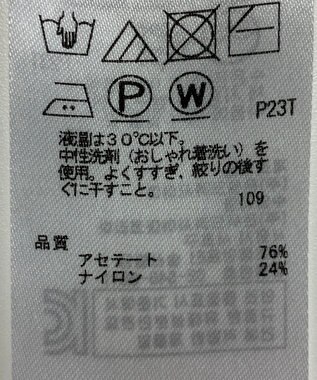 P W P23T
液温は30℃以下。
中性洗剤(おしゃれ着洗い)を
使用。よくすすぎ、絞りの後す
ぐに干すこと。
109
品質
アセテート 76%
ナイロン 24%